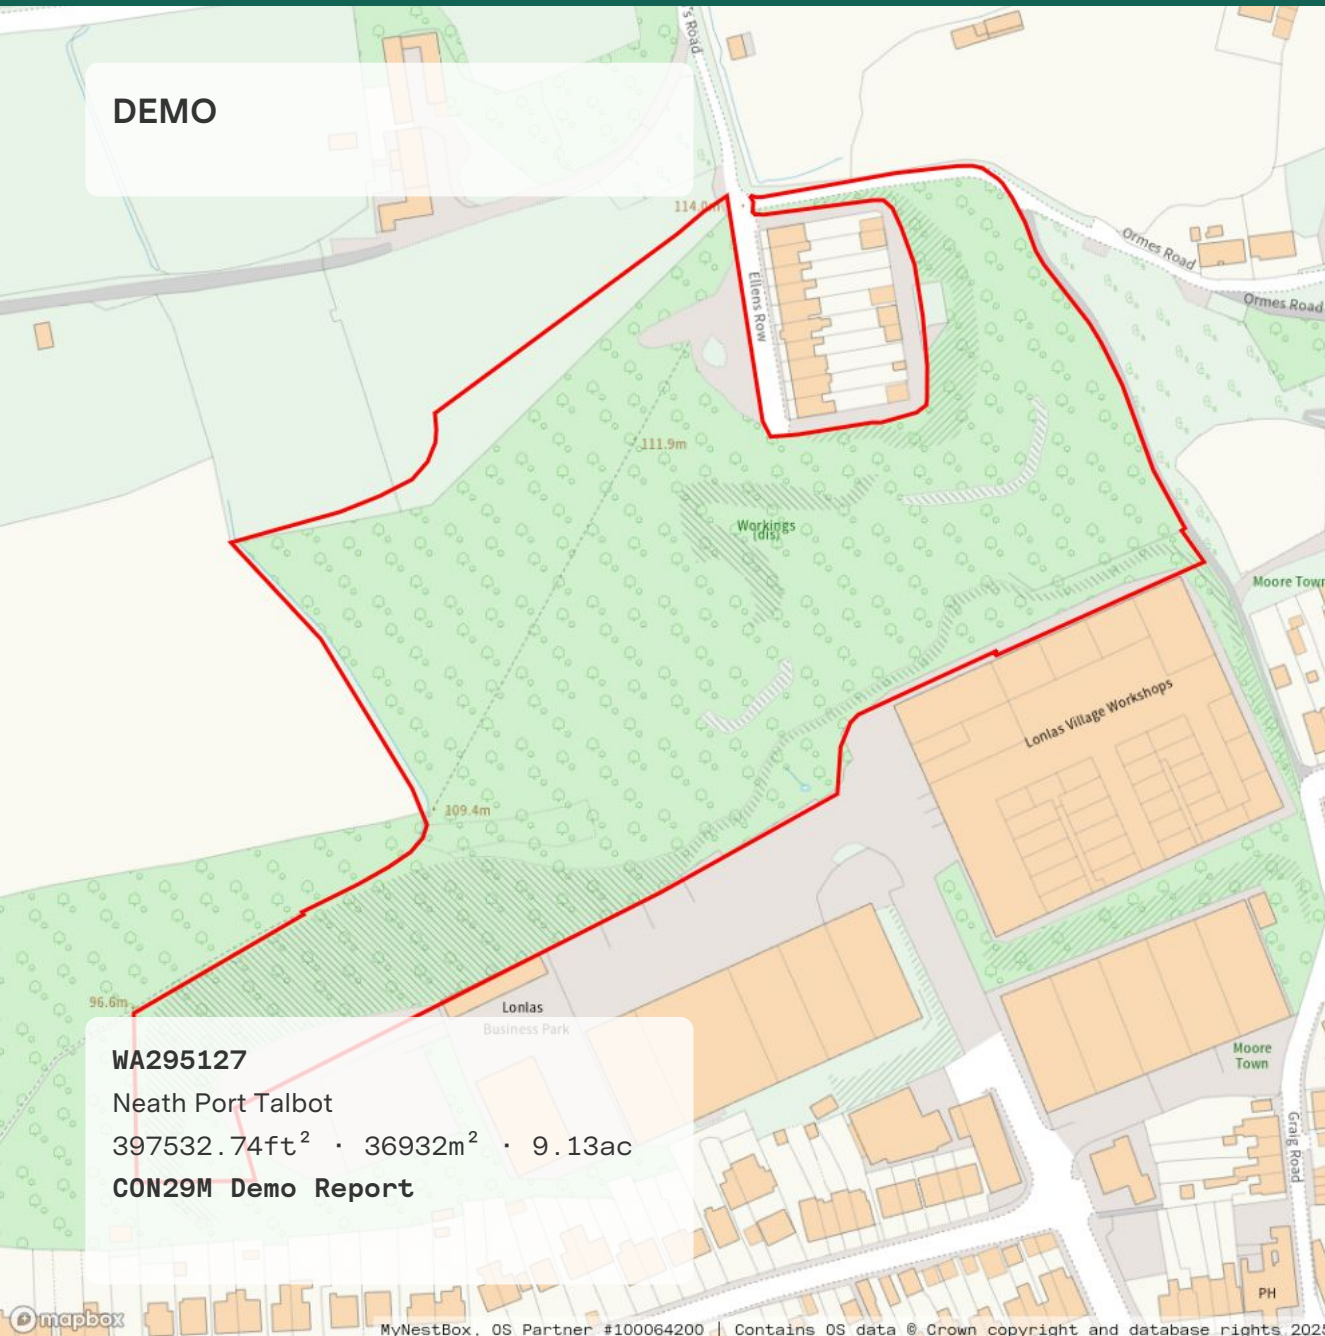 s Road
DEMO
114.0m
Ormes Road
Ormes Road
Ellens Row
111.9m
Workings
(dis)
Moore Town
Lonlas Village Workshops
109.4m
96.6m
Lonlas
Business Park
Moore
Town
WA295127
Neath Port Talbot
397532.74ft² · 36932m² · 9.13ac
CON29M Demo Report
Graig Road
PH
mapbox
MyNestBox, OS Partner #100064200 | Contains OS data © Crown copyright and database rights 2025